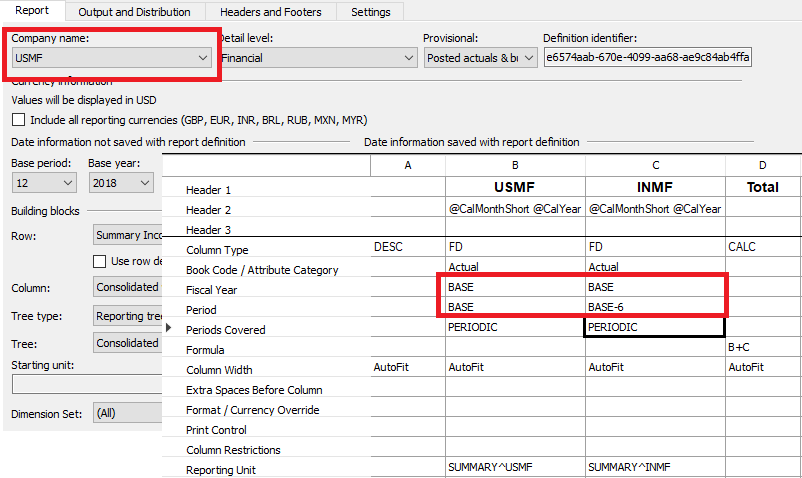 Report Output and Distribution Headers and Footers Settings
Company name: Detail level: Provisional: Definition identifier:
USMF Financial Posted actuals & bu e6574aab-670e-4099-aa68-ae9c84ab4ffa
Currency information
Values will be displayed in USD
Include all reporting currencies (GBP, EUR, INR, BRL, RUB, MXN, MYR)
Date information not saved with report definition Date information saved with report definition
Base period: Base year:
12 2018
Building blocks
Row: Summary Inco
Use row de
Column: Consolidated
Tree type: Reporting tree
Tree: Consolidated
Starting unit:
Dimension Set: (All)
A B C D
Header 1 USMF INMF Total
Header 2 @CalMonthShort @CalYear @CalMonthShort @CalYear
Header 3
Column Type DESC FD FD CALC
Book Code / Attribute Category Actual Actual
Fiscal Year BASE BASE
Period BASE BASE-6
Periods Covered PERIODIC PERIODIC
Formula B+C
Column Width AutoFit AutoFit AutoFit AutoFit
Extra Spaces Before Column
Format / Currency Override
Print Control
Column Restrictions
Reporting Unit SUMMARY^USMF SUMMARY^INMF